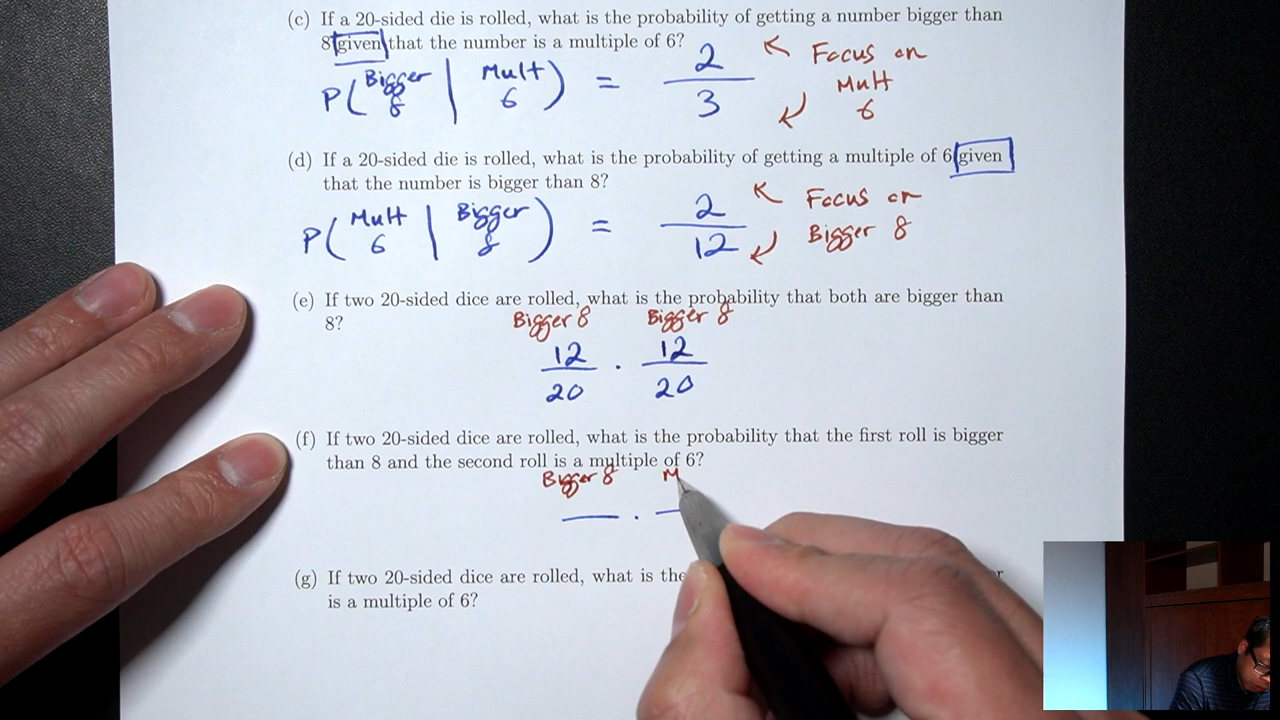 (c) If a 20-sided die is rolled, what is the probability of getting a number bigger than
8 given that the number is a multiple of 6?
P( Bigger 8 | Mult 6 ) = 2/3
Focus on
Mult
6
(d) If a 20-sided die is rolled, what is the probability of getting a multiple of 6 given
that the number is bigger than 8?
P( Mult 6 | Bigger 8 ) = 2/12
Focus on
Bigger 8
(e) If two 20-sided dice are rolled, what is the probability that both are bigger than
8?
Bigger 8 Bigger 8
12/20 · 12/20
(f) If two 20-sided dice are rolled, what is the probability that the first roll is bigger
than 8 and the second roll is a multiple of 6?
Bigger 8 M
(g) If two 20-sided dice are rolled, what is the
is a multiple of 6?